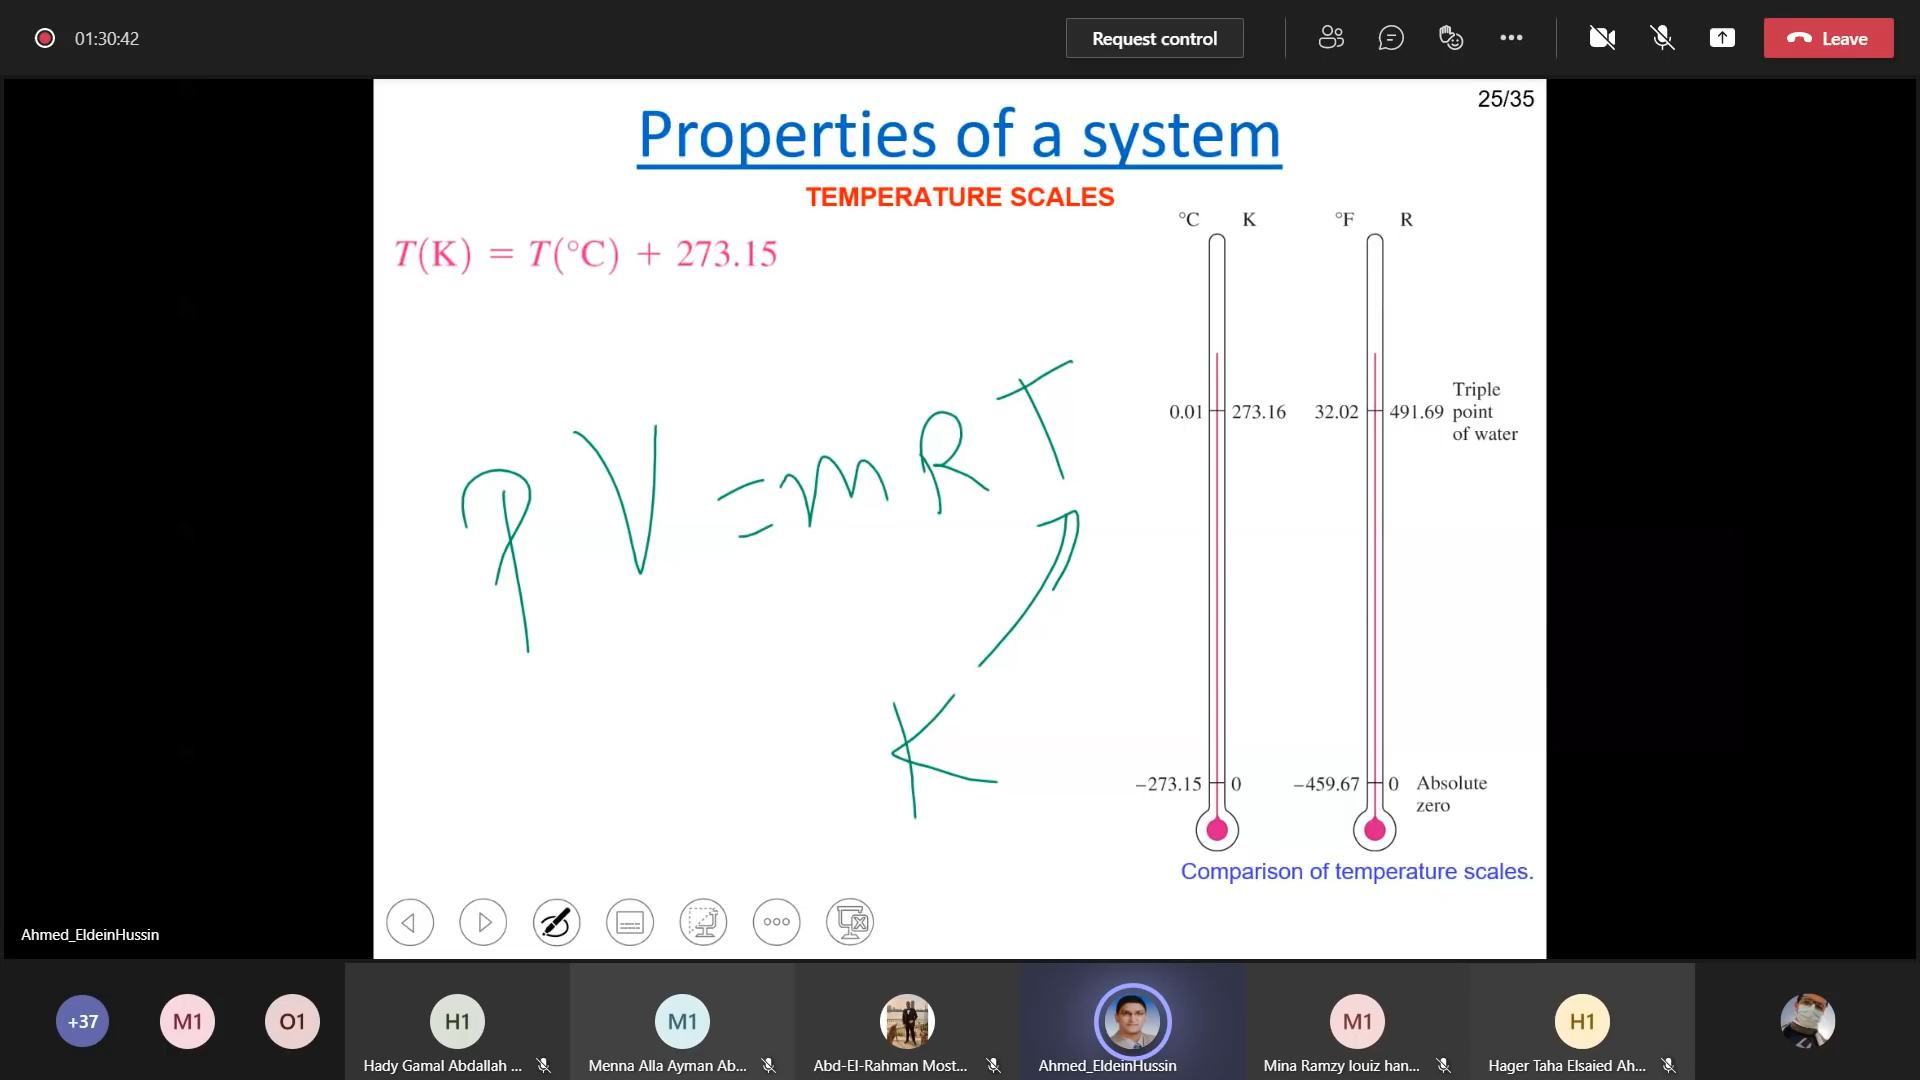 01:30:42
Request control
Leave
25/35
Properties of a system
TEMPERATURE SCALES
T(K) = T(°C) + 273.15
°C K °F R
PV = mRT
K
0.01 273.16 32.02 491.69 Triple
point
of water
−273.15 0 −459.67 0 Absolute
zero
Comparison of temperature scales.
Ahmed_EldeinHussin
+37
M1
O1
H1
M1
M1
H1
Hady Gamal Abdallah ...
Menna Alla Ayman Ab...
Abd-El-Rahman Most...
Ahmed_EldeinHussin
Mina Ramzy louiz han...
Hager Taha Elsaied Ah...